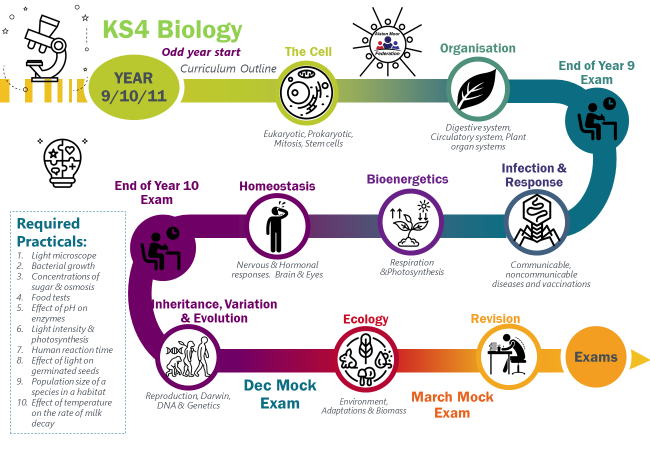 KS4 Biology
Odd year start
Curriculum Outline
YEAR
9/10/11
The Cell
Eukaryotic, Prokaryotic,
Mitosis, Stem cells
Aston Moor
Federation
Organisation
Digestive system,
Circulatory system, Plant
organ systems
End of Year 9
Exam
Infection &
Response
Communicable,
noncommunicable
diseases and vaccinations
Bioenergetics
Respiration
&Photosynthesis
Homeostasis
Nervous & Hormonal
responses. Brain & Eyes
End of Year 10
Exam
Inheritance, Variation
& Evolution
Reproduction, Darwin,
DNA & Genetics
Dec Mock
Exam
Ecology
Environment,
Adaptations & Biomass
March Mock
Exam
Revision
Exams
Required
Practicals:
1. Light microscope
2. Bacterial growth
3. Concentrations of
sugar & osmosis
4. Food tests
5. Effect of pH on
enzymes
6. Light intensity &
photosynthesis
7. Human reaction time
8. Effect of light on
germinated seeds
9. Population size of a
species in a habitat
10. Effect of temperature
on the rate of milk
decay